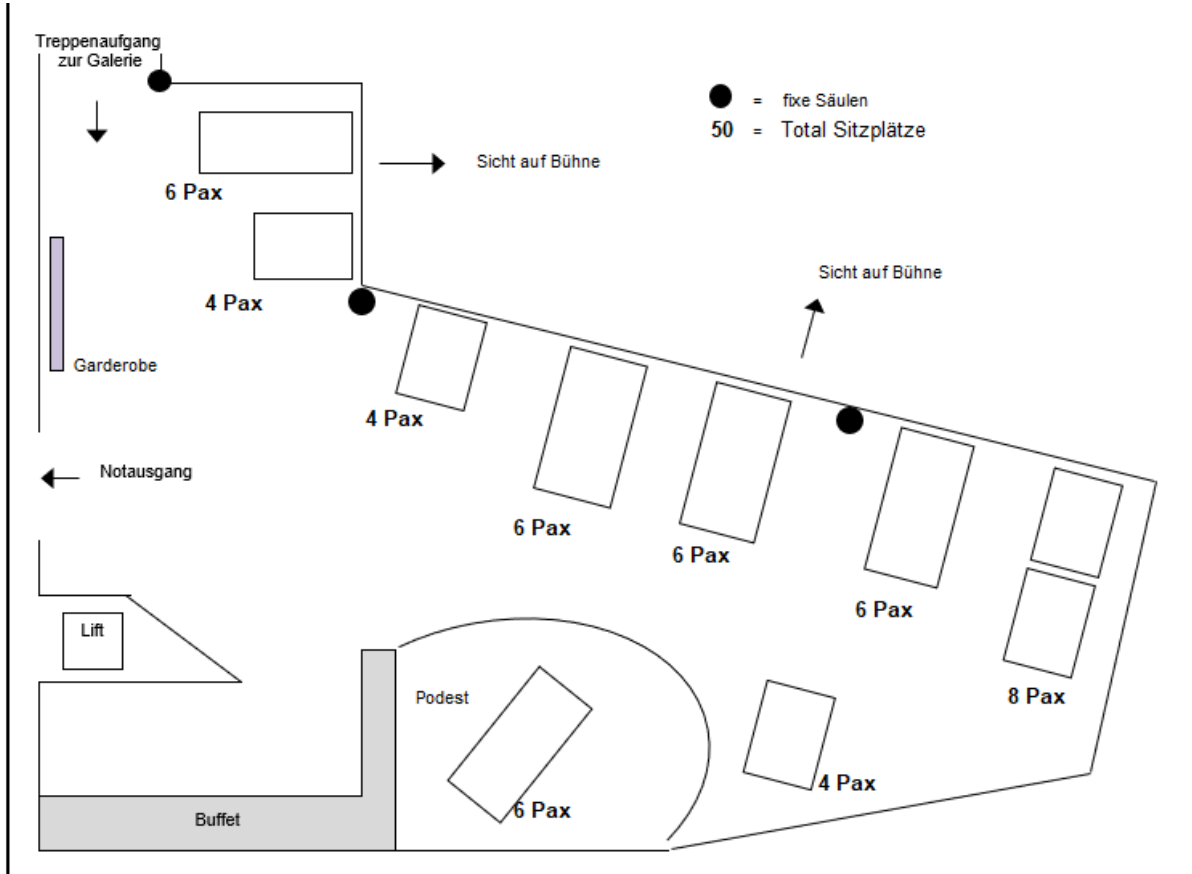 Treppenaufgang
zur Galerie
= fixe Säulen
50 = Total Sitzplätze
Sicht auf Bühne
6 Pax
4 Pax
Sicht auf Bühne
Garderobe
4 Pax
Notausgang
6 Pax
6 Pax
6 Pax
Lift
8 Pax
Podest
4 Pax
6 Pax
Buffet